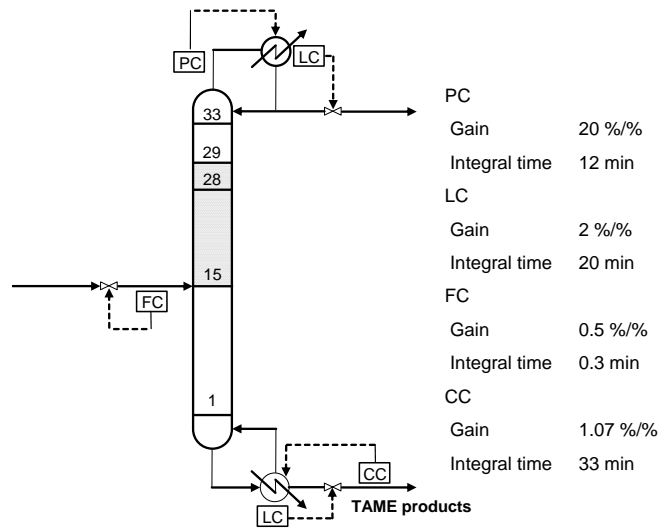 PC
LC
33
29
28
15
FC
1
CC
LC
TAME products
PC
Gain 20 %/%
Integral time 12 min
LC
Gain 2 %/%
Integral time 20 min
FC
Gain 0.5 %/%
Integral time 0.3 min
CC
Gain 1.07 %/%
Integral time 33 min